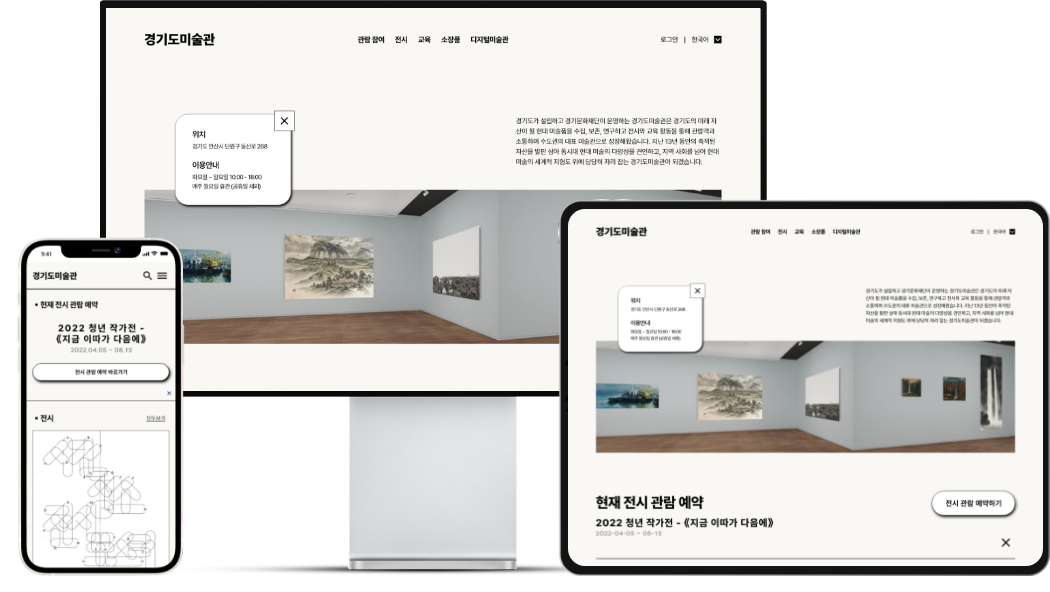 경기도미술관
관람 참여 전시 교육 소장품 디지털미술관
로그인 | 한국어
위치
경기도 안산시 단원구 동산로 268
이용안내
화요일 – 일요일 10:00 - 18:00
매주 월요일 휴관 (공휴일 제외)
경기도가 설립하고 경기문화재단이 운영하는 경기도미술관은 경기도의 미래 자
산이 될 현대 미술품을 수집, 보존, 연구하고 전시와 교육 활동을 통해 관람객과
소통하며 수도권의 대표 미술관으로 성장해왔습니다. 지난 13년 동안의 축적된
자산을 발판 삼아 동시대 현대 미술의 다양성을 견인하고, 지역 사회를 넘어 현대
미술의 세계적 지형도 위에 당당히 자리 잡는 경기도미술관이 되겠습니다.
9:41
경기도미술관
현재 전시 관람 예약
2022 청년 작가전 -
《지금 이따가 다음에》
2022.04.05 – 08.15
전시 관람 예약 바로가기
전시
모두보기
경기도미술관
관람 참여 전시 교육 소장품 디지털미술관
로그인 | 한국어
위치
경기도 안산시 단원구 동산로 268
이용안내
화요일 – 일요일 10:00 - 18:00
매주 월요일 휴관 (공휴일 제외)
경기도가 설립하고 경기문화재단이 운영하는 경기도미술관은 경기도의 미래 자
산이 될 현대 미술품을 수집, 보존, 연구하고 전시와 교육 활동을 통해 관람객과
소통하며 수도권의 대표 미술관으로 성장해왔습니다. 지난 13년 동안의 축적된
자산을 발판 삼아 동시대 현대 미술의 다양성을 견인하고, 지역 사회를 넘어 현대
미술의 세계적 지형도 위에 당당히 자리 잡는 경기도미술관이 되겠습니다.
현재 전시 관람 예약
전시 관람 예약하기
2022 청년 작가전 - 《지금 이따가 다음에》
2022-04-05 – 08-15